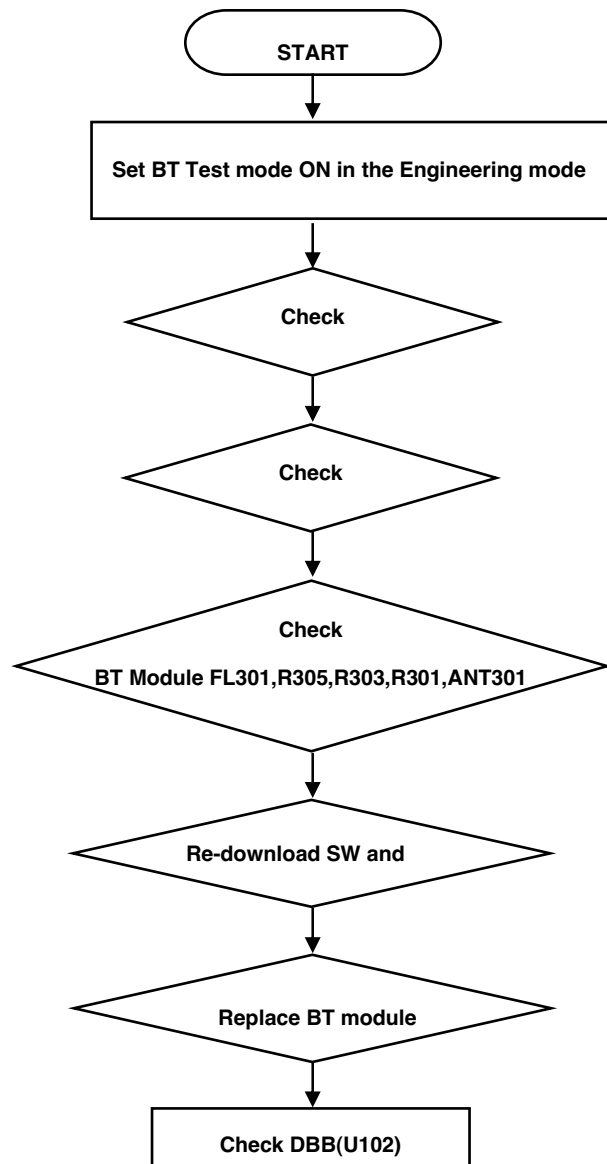 START
Set BT Test mode ON in the Engineering mode
Check
Check
Check
BT Module FL301,R305,R303,R301,ANT301
Re-download SW and
Replace BT module
Check DBB(U102)